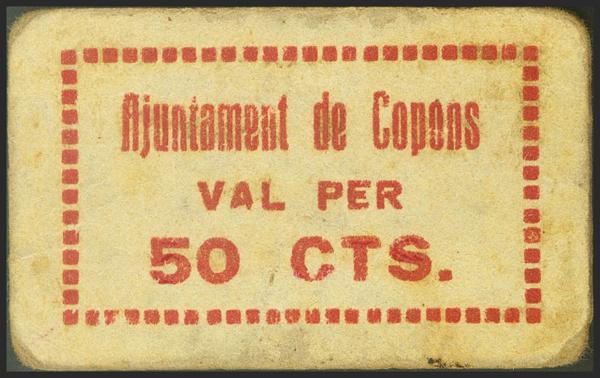 Ajuntament de Copons
VAL PER
50 CTS.